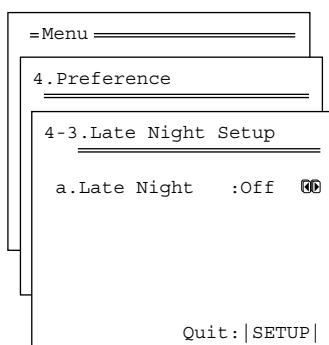 Menu
4.Preference
4-3.Late Night Setup
a.Late Night :Off
Quit:|SETUP|